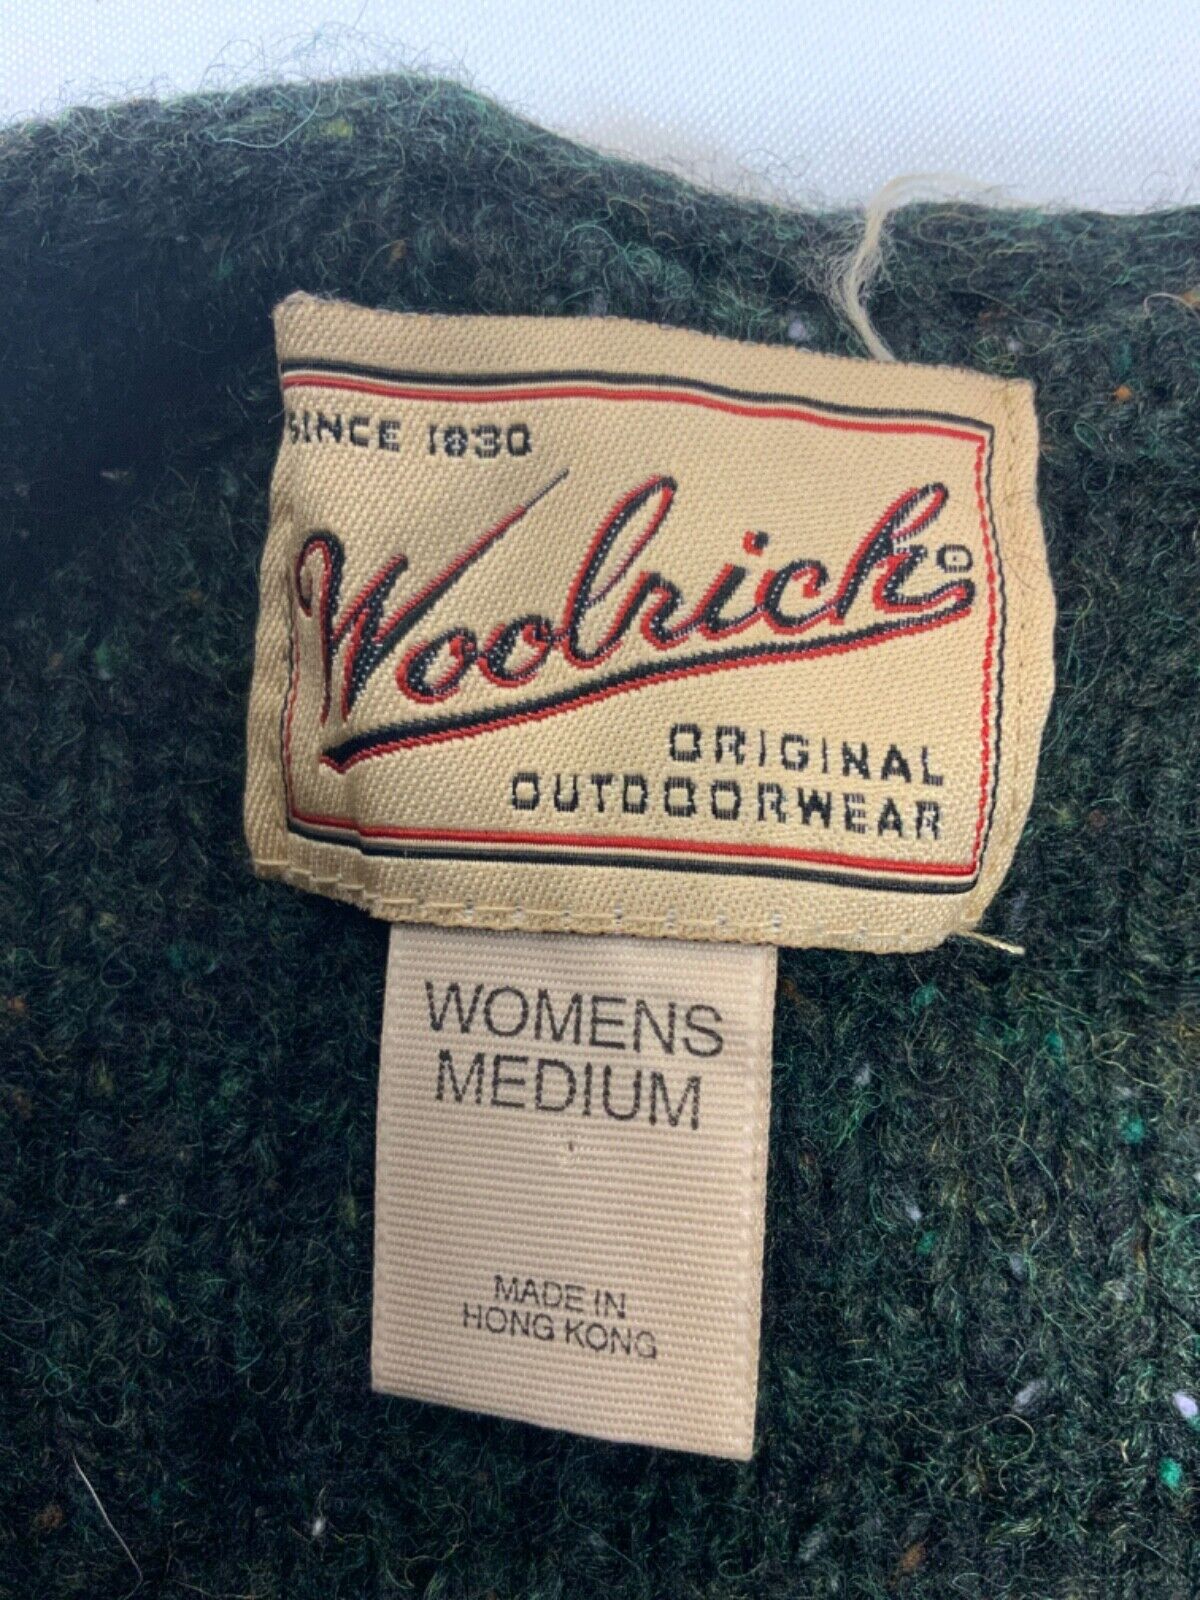 SINCE 1830
Woolrich®
ORIGINAL
OUTDOORWEAR
WOMENS
MEDIUM
MADE IN
HONG KONG